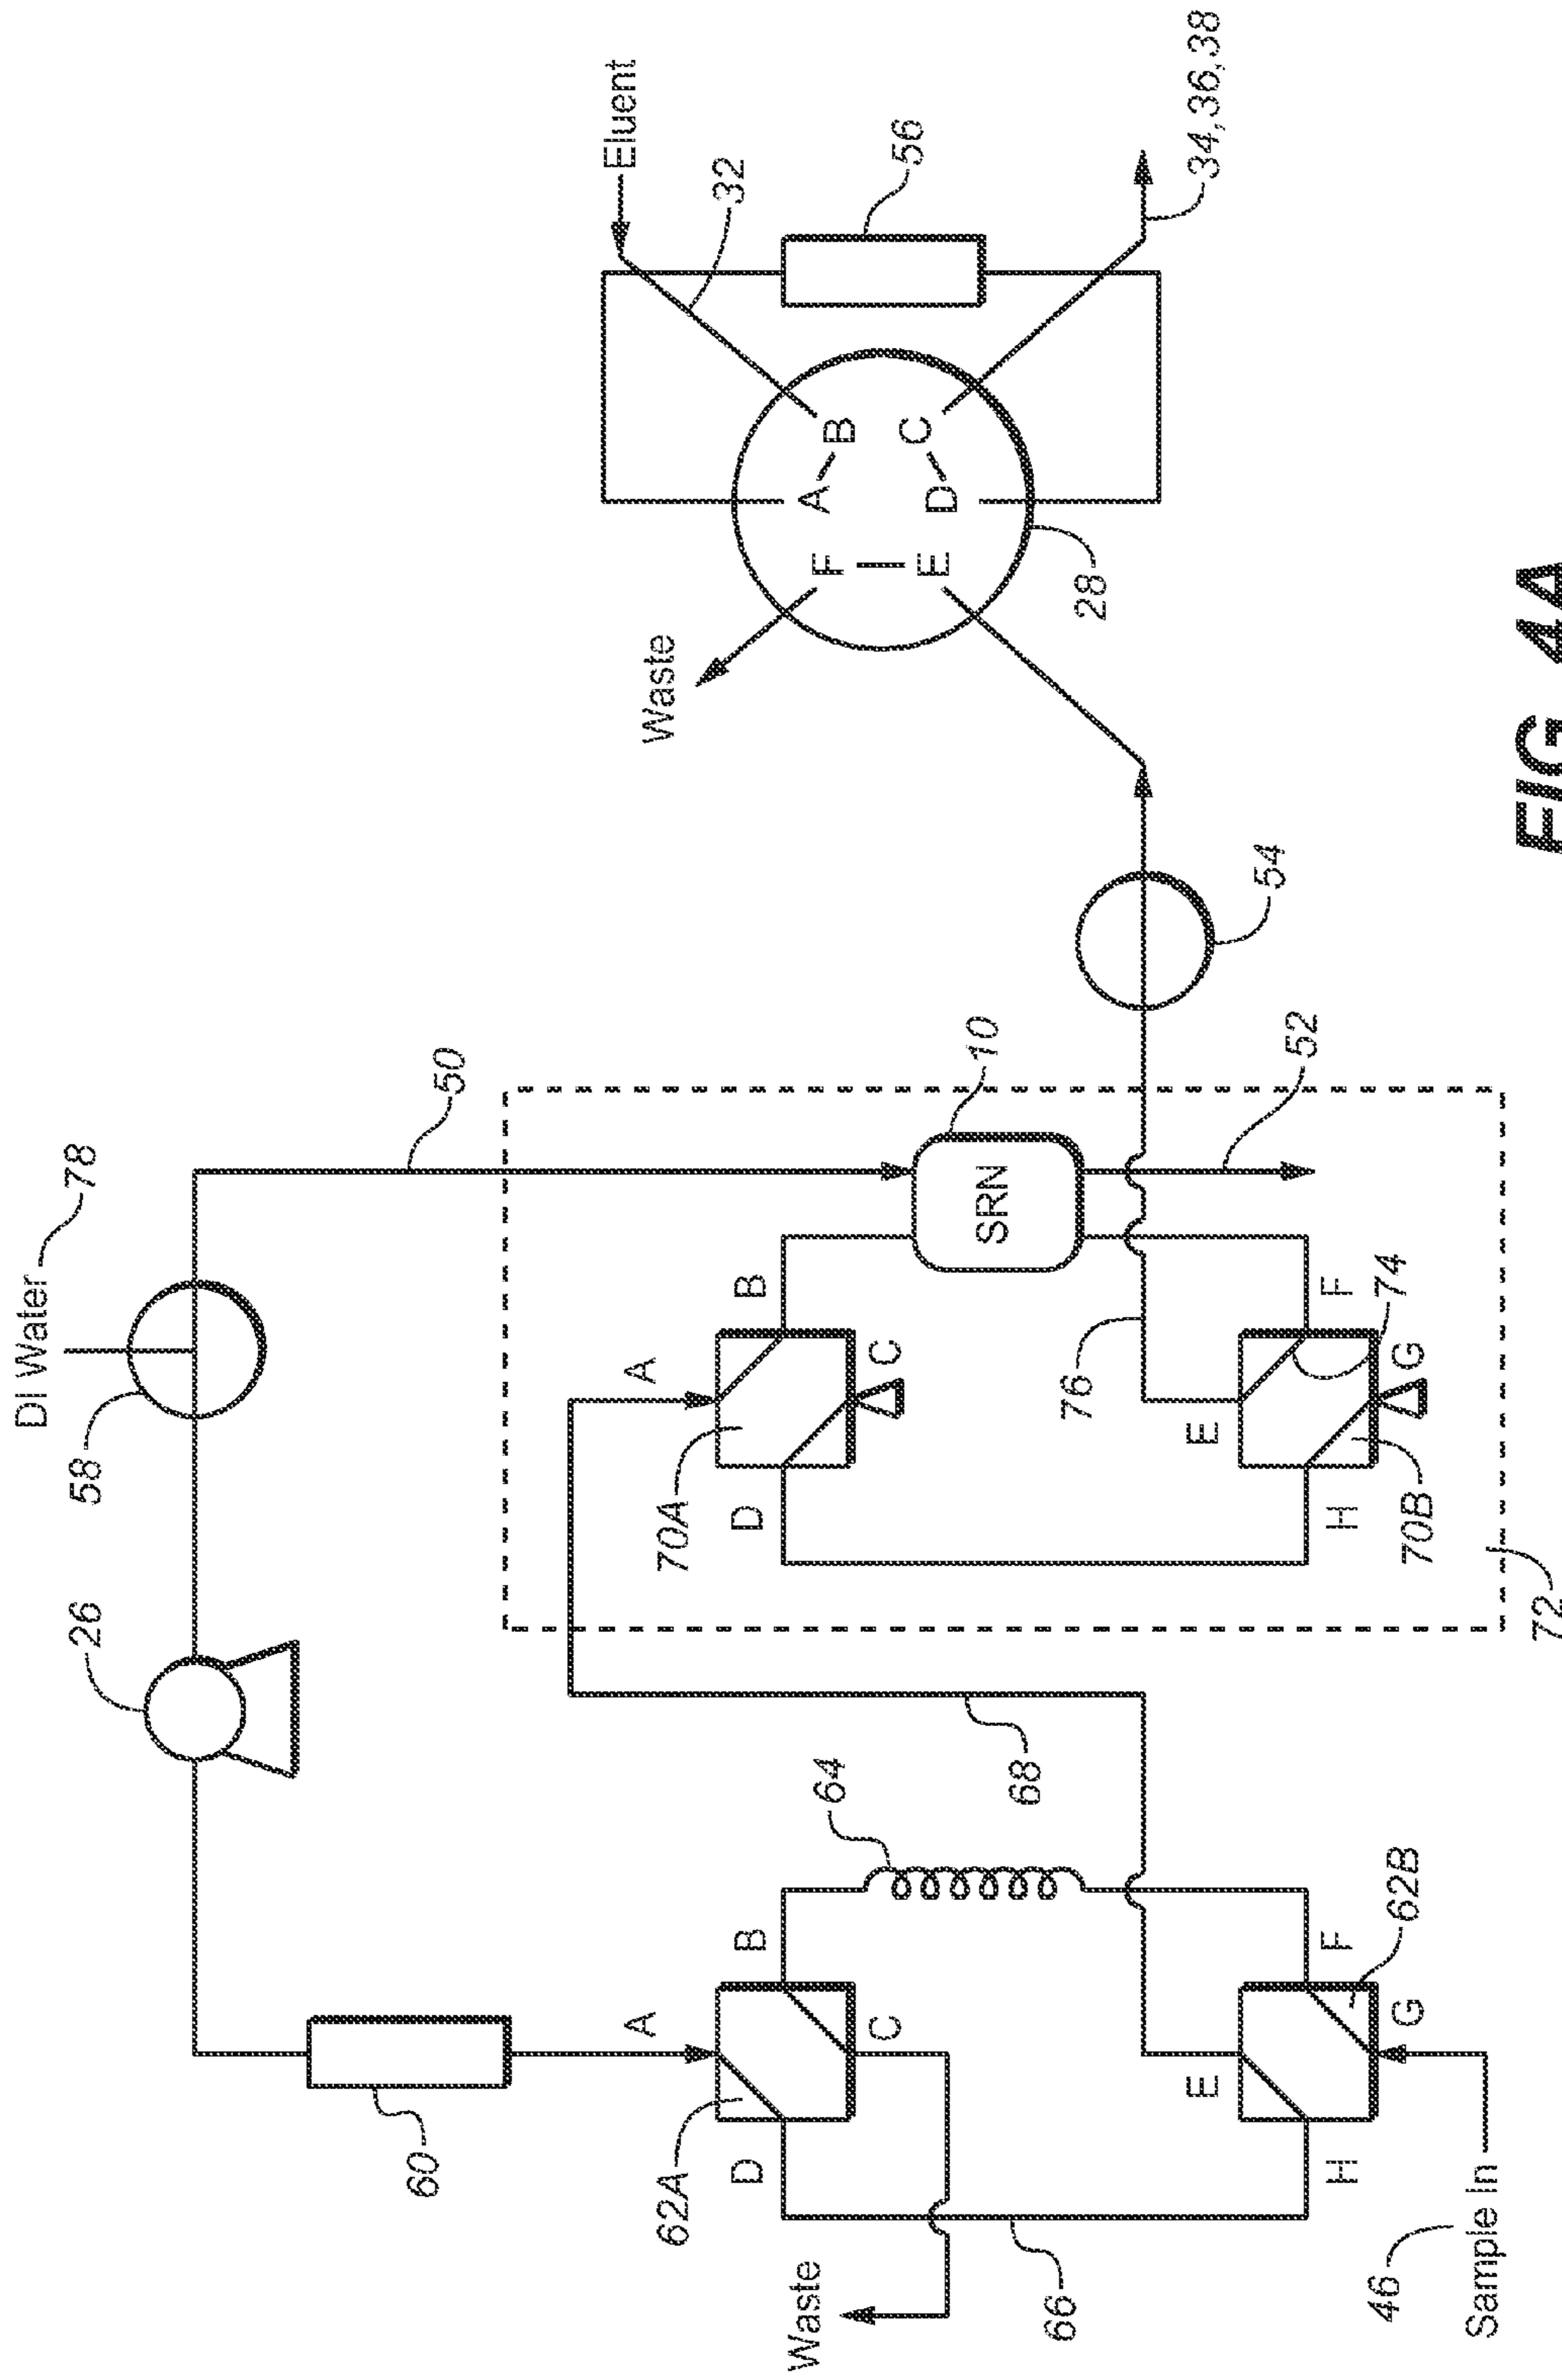 DI Water
78
58
26
50
60
A
62A
D
B
C
64
Waste
66
E
F
G
H
62B
46
Sample In
68
A
70A
D
B
C
SRN
10
76
E
F
74
G
H
70B
52
72
54
Waste
Eluent
32
A
B
F
E
D
C
56
28
34,36,38
FIG. 4A